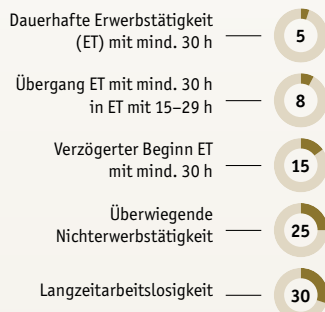 Dauerhafte Erwerbstätigkeit
(ET) mit mind. 30 h
5
Übergang ET mit mind. 30 h
in ET mit 15–29 h
8
Verzögerter Beginn ET
mit mind. 30 h
15
Überwiegende
Nichterwerbstätigkeit
25
Langzeitarbeitslosigkeit
30